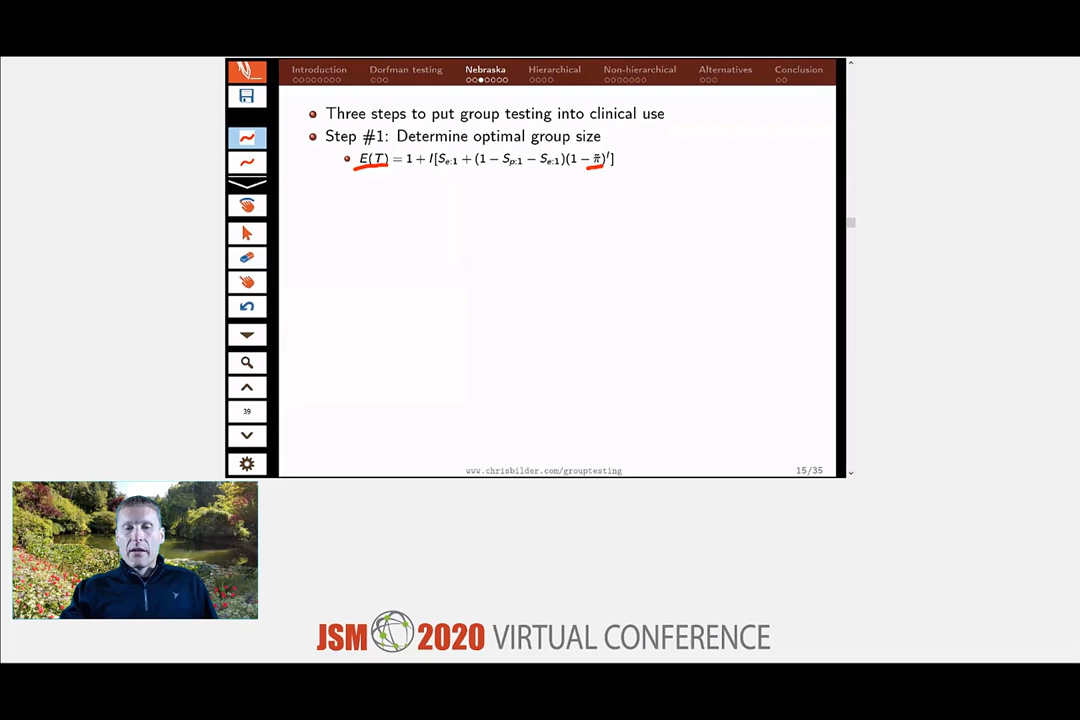 Introduction Dorfman testing Nebraska Hierarchical Non-hierarchical Alternatives Conclusion
Three steps to put group testing into clinical use
Step #1: Determine optimal group size
E(T) = 1 + I[S_{e:1} + (1 − S_{p:1} − S_{e:1})(1 − π̃)^I]
39
www.chrisbilder.com/grouptesting 15/35
JSM 2020 VIRTUAL CONFERENCE